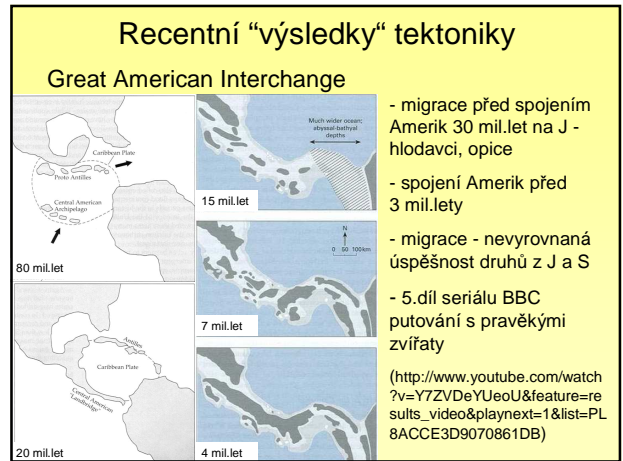 Recentní “výsledky“ tektoniky
Great American Interchange
Caribbean Plate
Proto Antilles
Central American
Archipelago
80 mil.let
Antilles
Caribbean Plate
Central American
"Landbridge"
20 mil.let
Much wider ocean;
abyssal-bathyal
depths
15 mil.let
N
0 50 100km
7 mil.let
4 mil.let
- migrace před spojením
Amerik 30 mil.let na J -
hlodavci, opice
- spojení Amerik před
3 mil.lety
- migrace - nevyrovnaná
úspěšnost druhů z J a S
- 5.díl seriálu BBC
putování s pravěkými
zvířaty
(http://www.youtube.com/watch
?v=Y7ZVDeYUeoU&feature=re
sults_video&playnext=1&list=PL
8ACCE3D9070861DB)